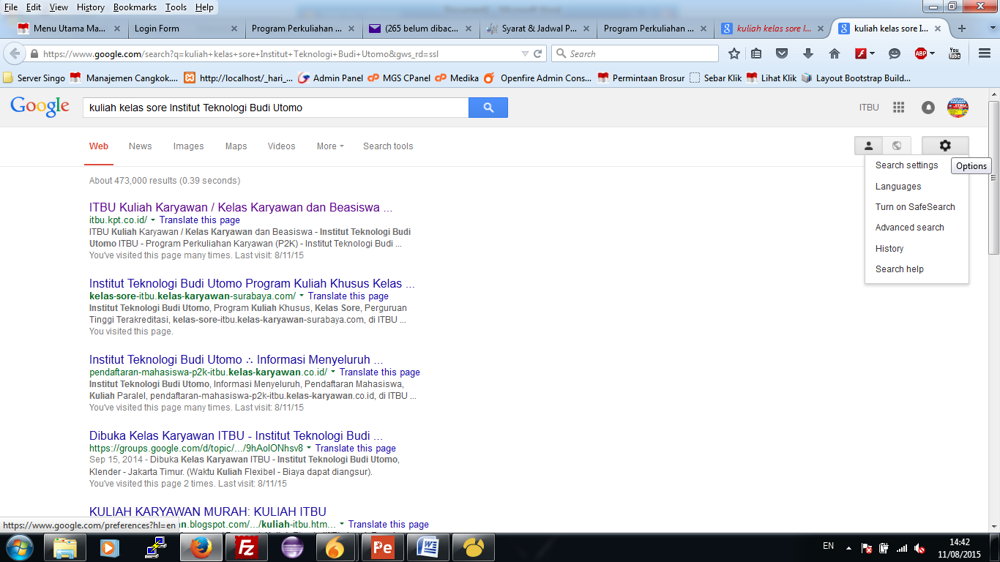 File Edit View History Bookmarks Tools Help
Menu Utama Ma... Login Form Program Perkuliahan ... (265 belum dibac... Syarat & Jadwal P... Program Perkuliahan ... kuliah kelas sore I... kuliah kelas sore I...
https://www.google.com/search?q=kuliah+kelas+sore+Institut+Teknologi+Budi+Utomo&gws_rd=ssl Search ABP You Tube
Server Singo Manajemen Cangkok.... http://localhost/_hari_... Admin Panel MGS CPanel Medika Openfire Admin Cons... Permintaan Brosur Sebar Klik Lihat Klik Layout Bootstrap Build...
Google kuliah kelas sore Institut Teknologi Budi Utomo ITBU
Web News Images Maps Videos More Search tools
Search settings Options
Languages
Turn on SafeSearch
Advanced search
History
Search help
About 473,000 results (0.39 seconds)
ITBU Kuliah Karyawan / Kelas Karyawan dan Beasiswa ...
itbu.kpt.co.id/ Translate this page
ITBU Kuliah Karyawan / Kelas Karyawan dan Beasiswa - Institut Teknologi Budi
Utomo ITBU - Program Perkuliahan Karyawan (P2K) - Institut Teknologi Budi ...
You've visited this page many times. Last visit: 8/11/15
Institut Teknologi Budi Utomo Program Kuliah Khusus Kelas ...
kelas-sore-itbu.kelas-karyawan-surabaya.com/ Translate this page
Institut Teknologi Budi Utomo, Program Kuliah Khusus, Kelas Sore, Perguruan
Tinggi Terakreditasi, kelas-sore-itbu.kelas-karyawan-surabaya.com, di ITBU ...
You visited this page.
Institut Teknologi Budi Utomo ∴ Informasi Menyeluruh ...
pendaftaran-mahasiswa-p2k-itbu.kelas-karyawan.co.id/ Translate this page
Institut Teknologi Budi Utomo, Informasi Menyeluruh, Pendaftaran Mahasiswa,
Kuliah Paralel, pendaftaran-mahasiswa-p2k-itbu.kelas-karyawan.co.id, di ITBU ...
You've visited this page many times. Last visit: 8/11/15
Dibuka Kelas Karyawan ITBU - Institut Teknologi Budi ...
https://groups.google.com/d/topic/.../9hAolONhsv8 Translate this page
Sep 15, 2014 - Dibuka Kelas Karyawan ITBU - Institut Teknologi Budi Utomo,
Klender - Jakarta Timur. (Waktu Kuliah Flexibel - Biaya dapat diangsur).
You've visited this page 2 times. Last visit: 8/11/15
KULIAH KARYAWAN MURAH: KULIAH ITBU
https://www.google.com/preferences?hl=en an.blogspot.com/.../kuliah-itbu.htm... Translate this page
Fz Pe W EN 14:42
11/08/2015